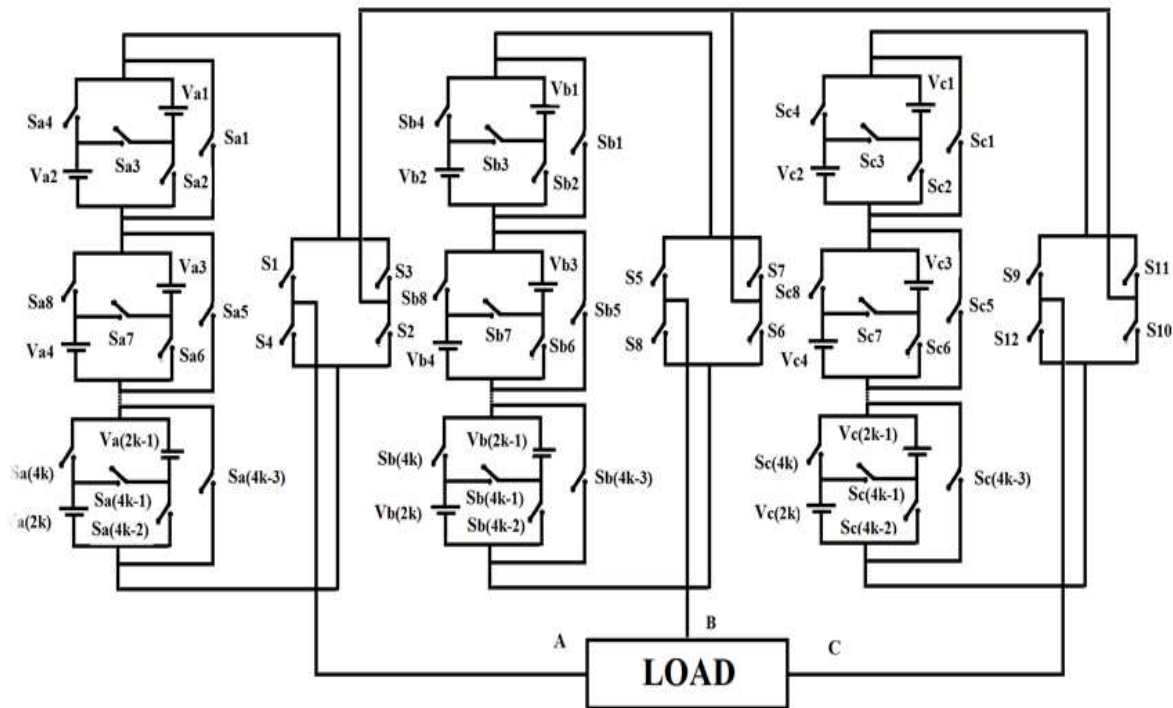 Va1
Sa4
Sa1
Sa3
Va2
Sa2
Va3
Sa8
Sa5
Sa7
Va4
Sa6
Va(2k-1)
Sa(4k)
Sa(4k-3)
Sa(4k-1)
a(2k)
Sa(4k-2)
S1
S3
S4
S2
Vb1
Sb4
Sb1
Sb3
Vb2
Sb2
Vb3
Sb8
Sb5
Sb7
Vb4
Sb6
Vb(2k-1)
Sb(4k)
Sb(4k-3)
Sb(4k-1)
Vb(2k)
Sb(4k-2)
S5
S7
S8
S6
Vc1
Sc4
Sc1
Sc3
Vc2
Sc2
Vc3
Sc8
Sc5
Sc7
Vc4
Sc6
Vc(2k-1)
Sc(4k)
Sc(4k-3)
Sc(4k-1)
Vc(2k)
Sc(4k-2)
S9
S11
S12
S10
A
B
C
LOAD